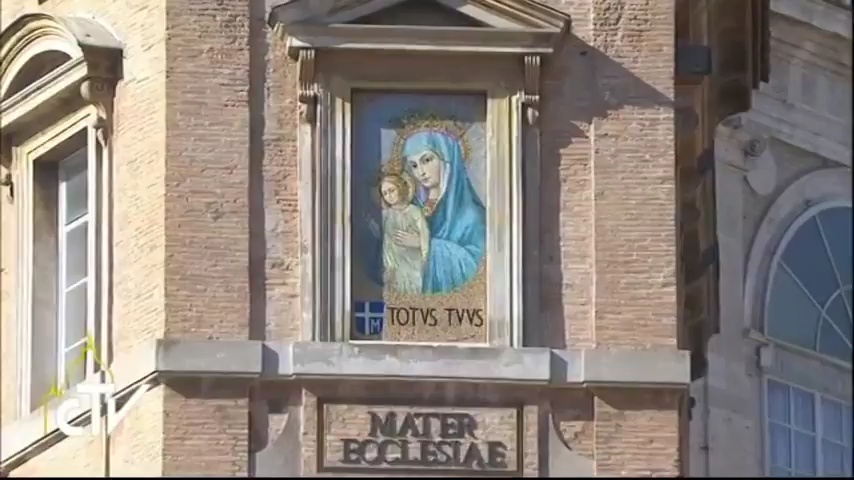 M
TOTVS TVVS
MATER
ECCLESIAE
CTV